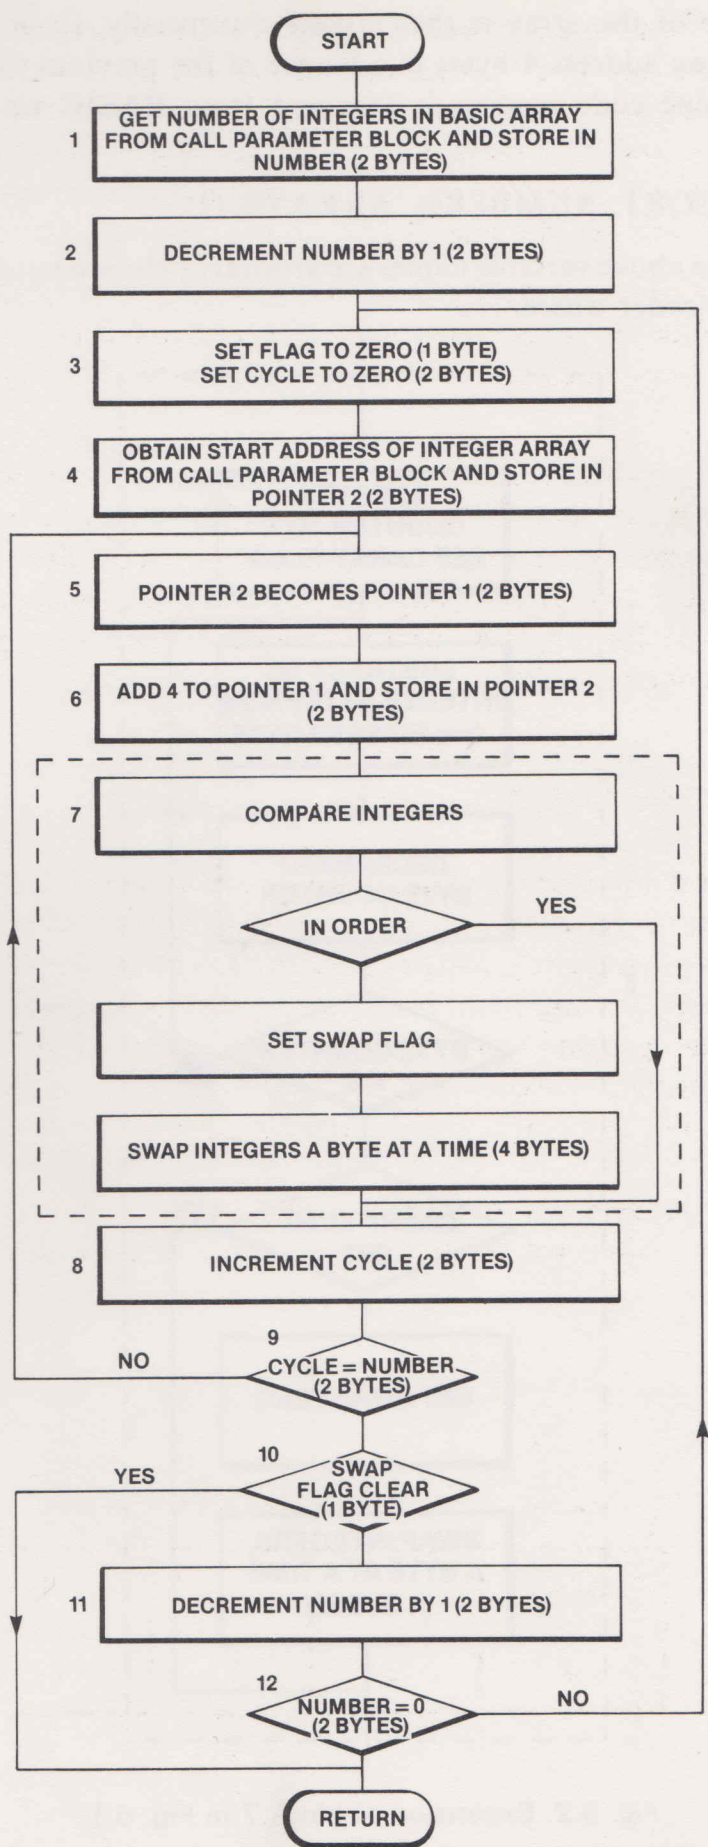 START
1
GET NUMBER OF INTEGERS IN BASIC ARRAY
FROM CALL PARAMETER BLOCK AND STORE IN
NUMBER (2 BYTES)
2
DECREMENT NUMBER BY 1 (2 BYTES)
3
SET FLAG TO ZERO (1 BYTE)
SET CYCLE TO ZERO (2 BYTES)
4
OBTAIN START ADDRESS OF INTEGER ARRAY
FROM CALL PARAMETER BLOCK AND STORE IN
POINTER 2 (2 BYTES)
5
POINTER 2 BECOMES POINTER 1 (2 BYTES)
6
ADD 4 TO POINTER 1 AND STORE IN POINTER 2
(2 BYTES)
7
COMPARE INTEGERS
IN ORDER
YES
SET SWAP FLAG
SWAP INTEGERS A BYTE AT A TIME (4 BYTES)
8
INCREMENT CYCLE (2 BYTES)
9
NO
CYCLE = NUMBER
(2 BYTES)
10
YES
SWAP
FLAG CLEAR
(1 BYTE)
11
DECREMENT NUMBER BY 1 (2 BYTES)
12
NUMBER = 0
(2 BYTES)
NO
RETURN